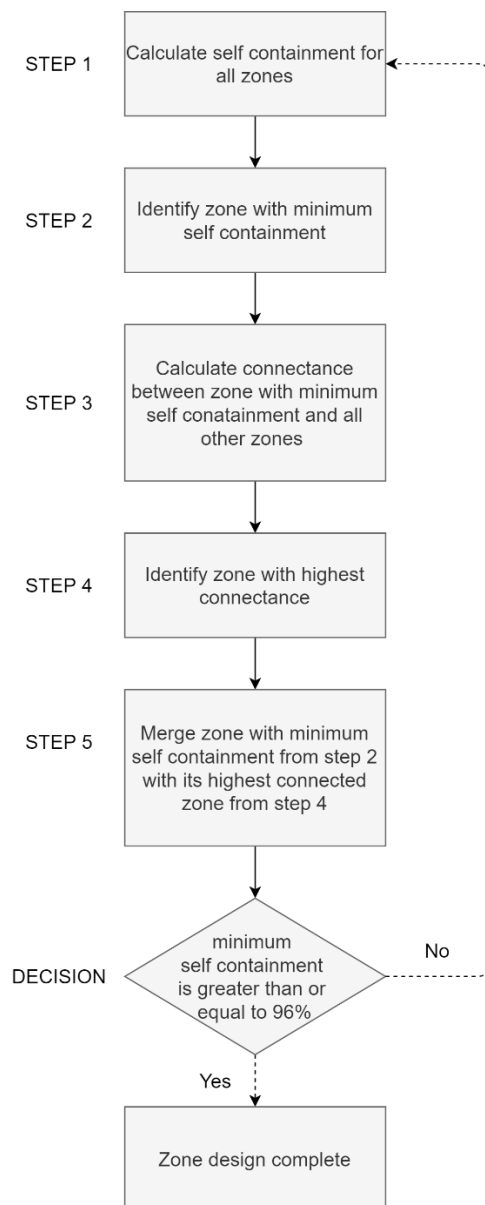 STEP 1
Calculate self containment for
all zones
STEP 2
Identify zone with minimum
self containment
STEP 3
Calculate connectance
between zone with minimum
self conatainment and all
other zones
STEP 4
Identify zone with highest
connectance
STEP 5
Merge zone with minimum
self containment from step 2
with its highest connected
zone from step 4
DECISION
minimum
self containment
is greater than or
equal to 96%
No
Yes
Zone design complete